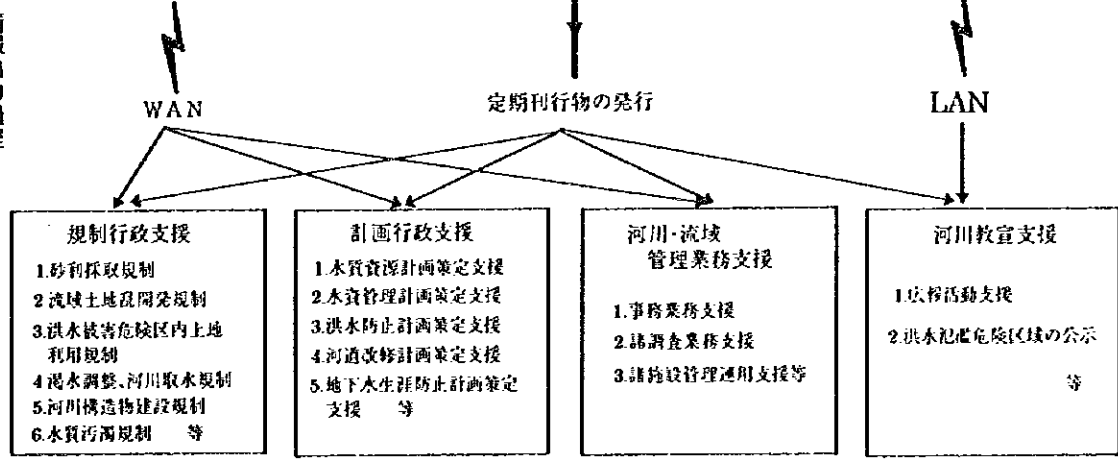 WAN
定期刊行物の発行
LAN
規制行政支援
1.砂利採取規制
2 流域土地及開発規制
3.洪水被害危険区内土地
利用規制
4 渇水調整、河川取水規制
5.河川構造物建設規制
6.水質汚濁規制 等
計画行政支援
1.水質資源計画策定支援
2.水資管理計画策定支援
3.洪水防止計画策定支援
4.河道改修計画策定支援
5.地下水生涯防止計画策定
支援 等
河川・流域
管理業務支援
1.事務業務支援
2.諸調査業務支援
3.諸施設管理運用支援等
河川教宣支援
1.広報活動支援
2.洪水氾濫危険区域の公示
等